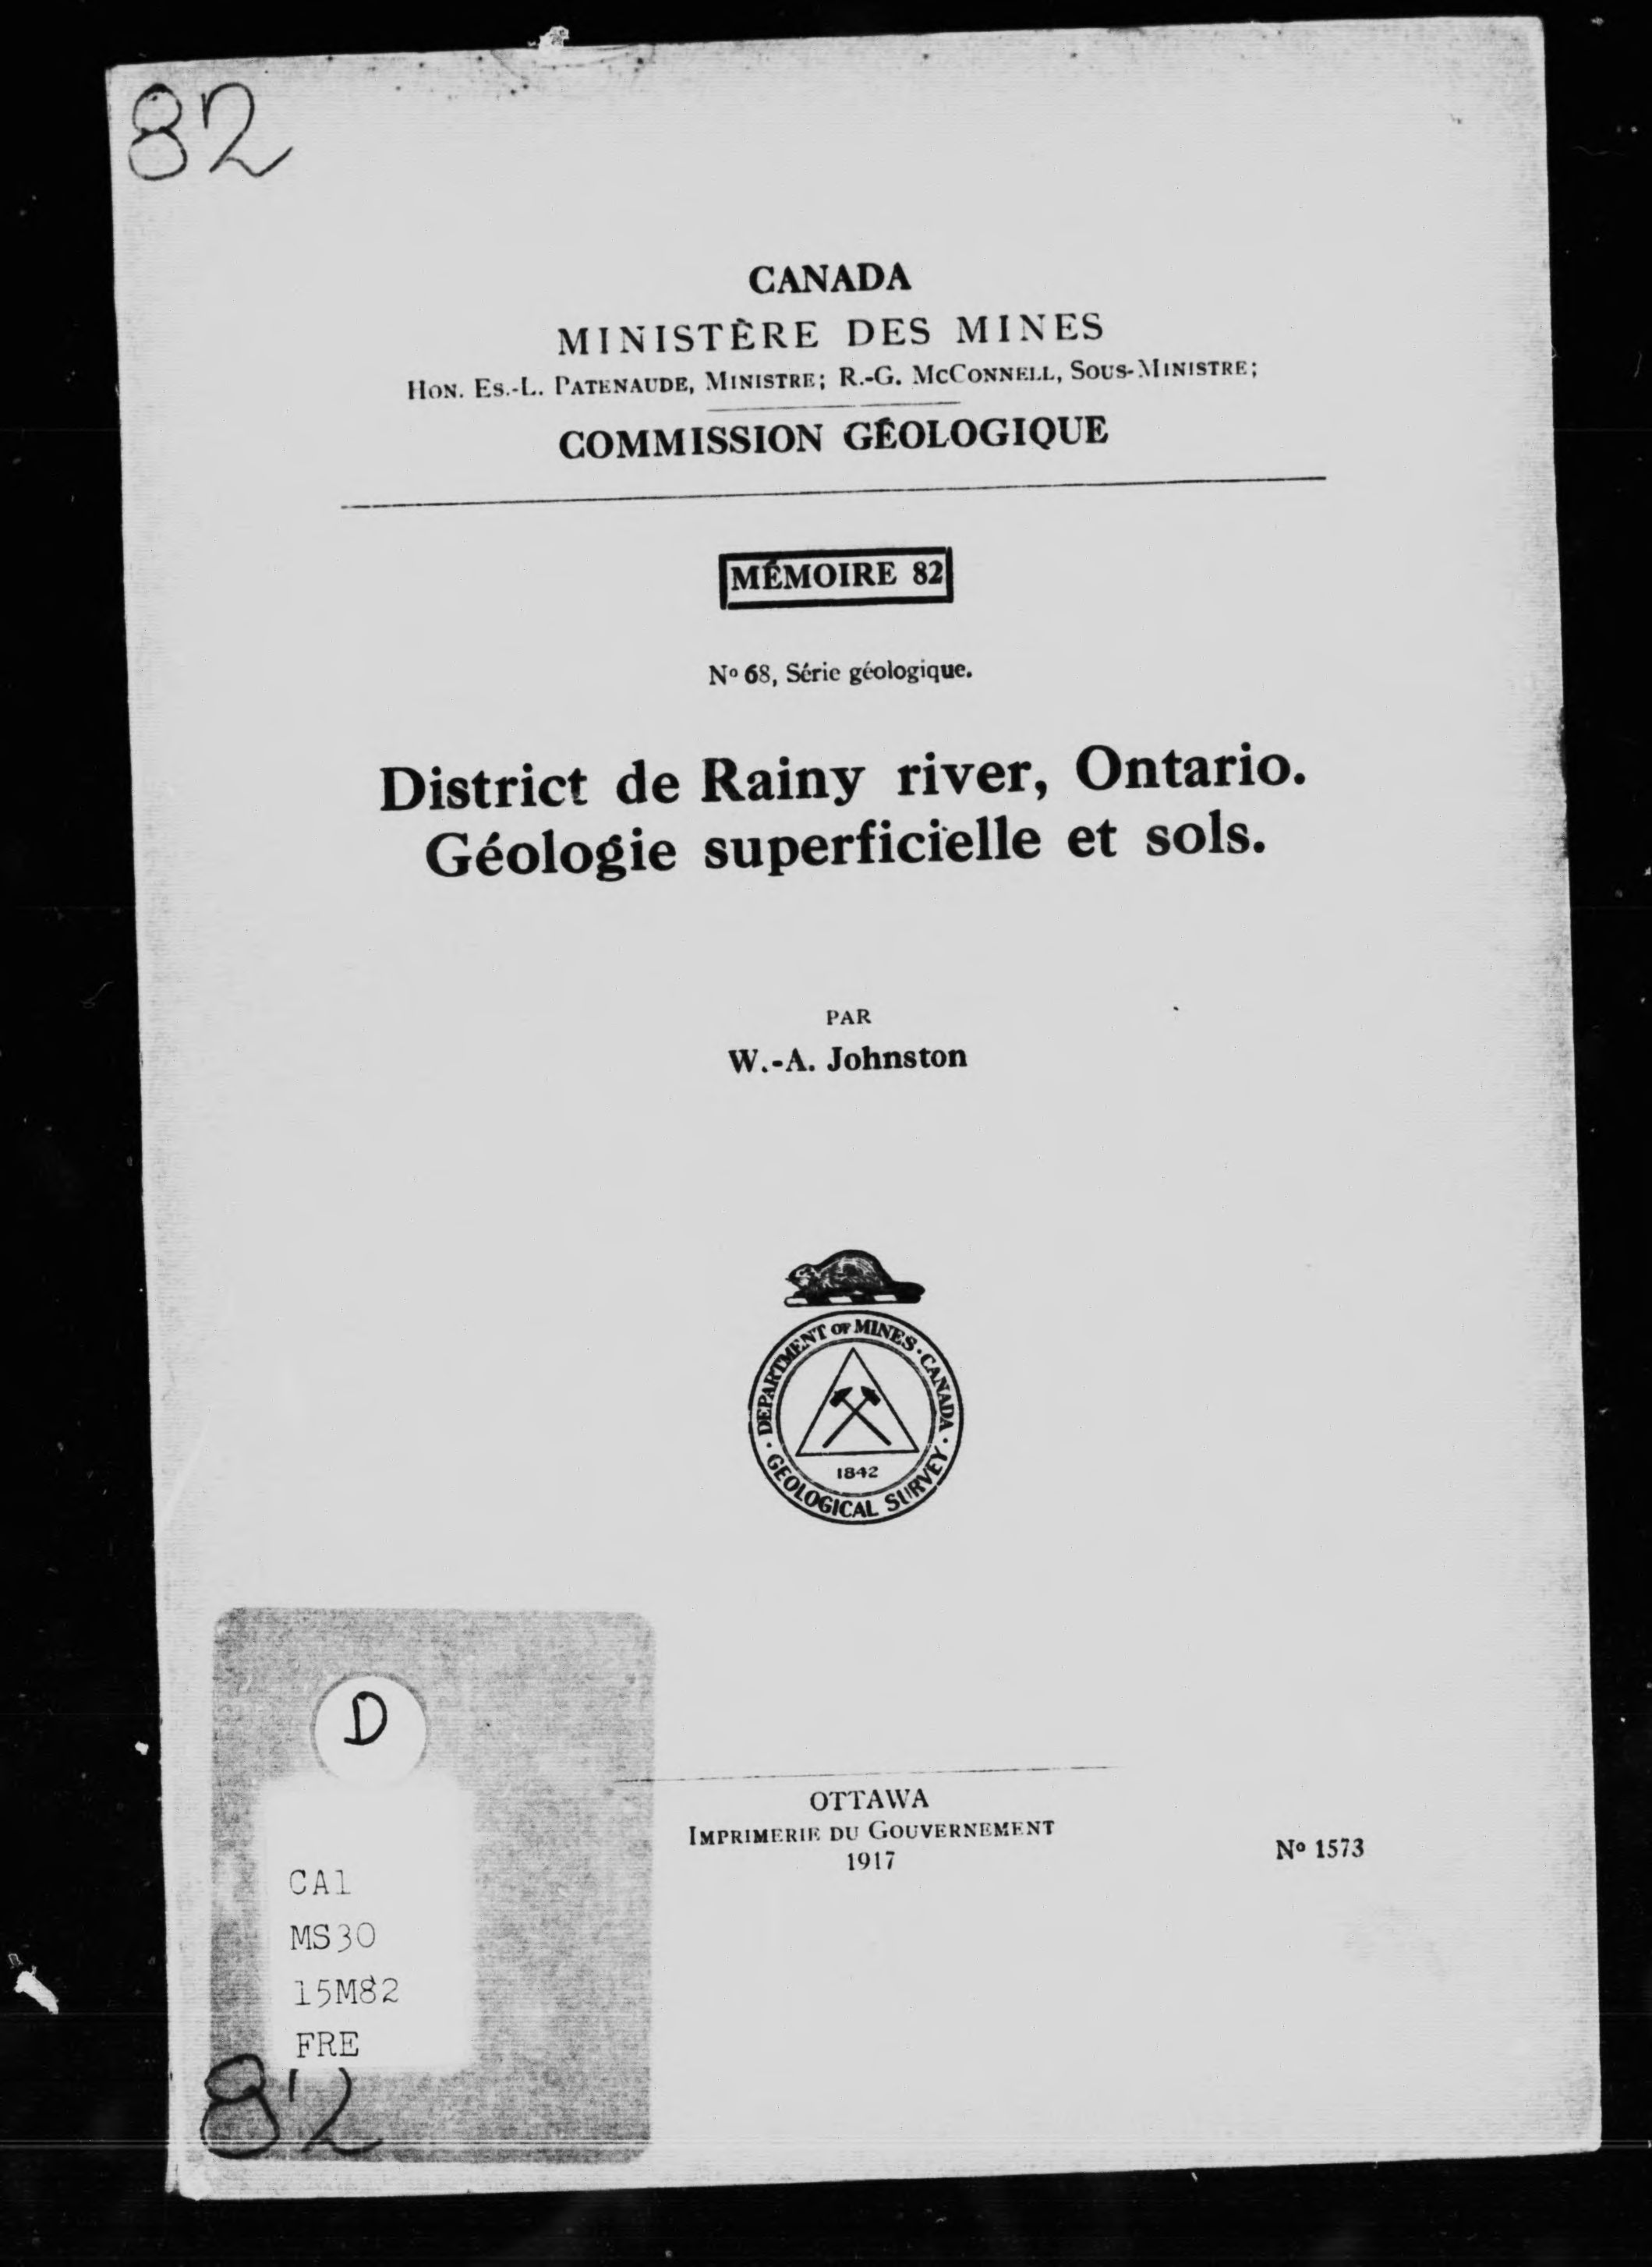 82
CANADA
MINISTÈRE DES MINES
HON. ES.-L. PATENAUDE, MINISTRE; R.-G. MCCONNELL, SOUS-MINISTRE;
COMMISSION GÉOLOGIQUE
MÉMOIRE 82
Nº 68, Série géologique.
District de Rainy river, Ontario.
Géologie superficielle et sols.
PAR
W.-A. Johnston
DEPARTMENT OF MINES · CANADA ·
GEOLOGICAL SURVEY ·
1842
D
OTTAWA
IMPRIMERIE DU GOUVERNEMENT
1917
Nº 1573
CA1
MS30
15M82
FRE
82